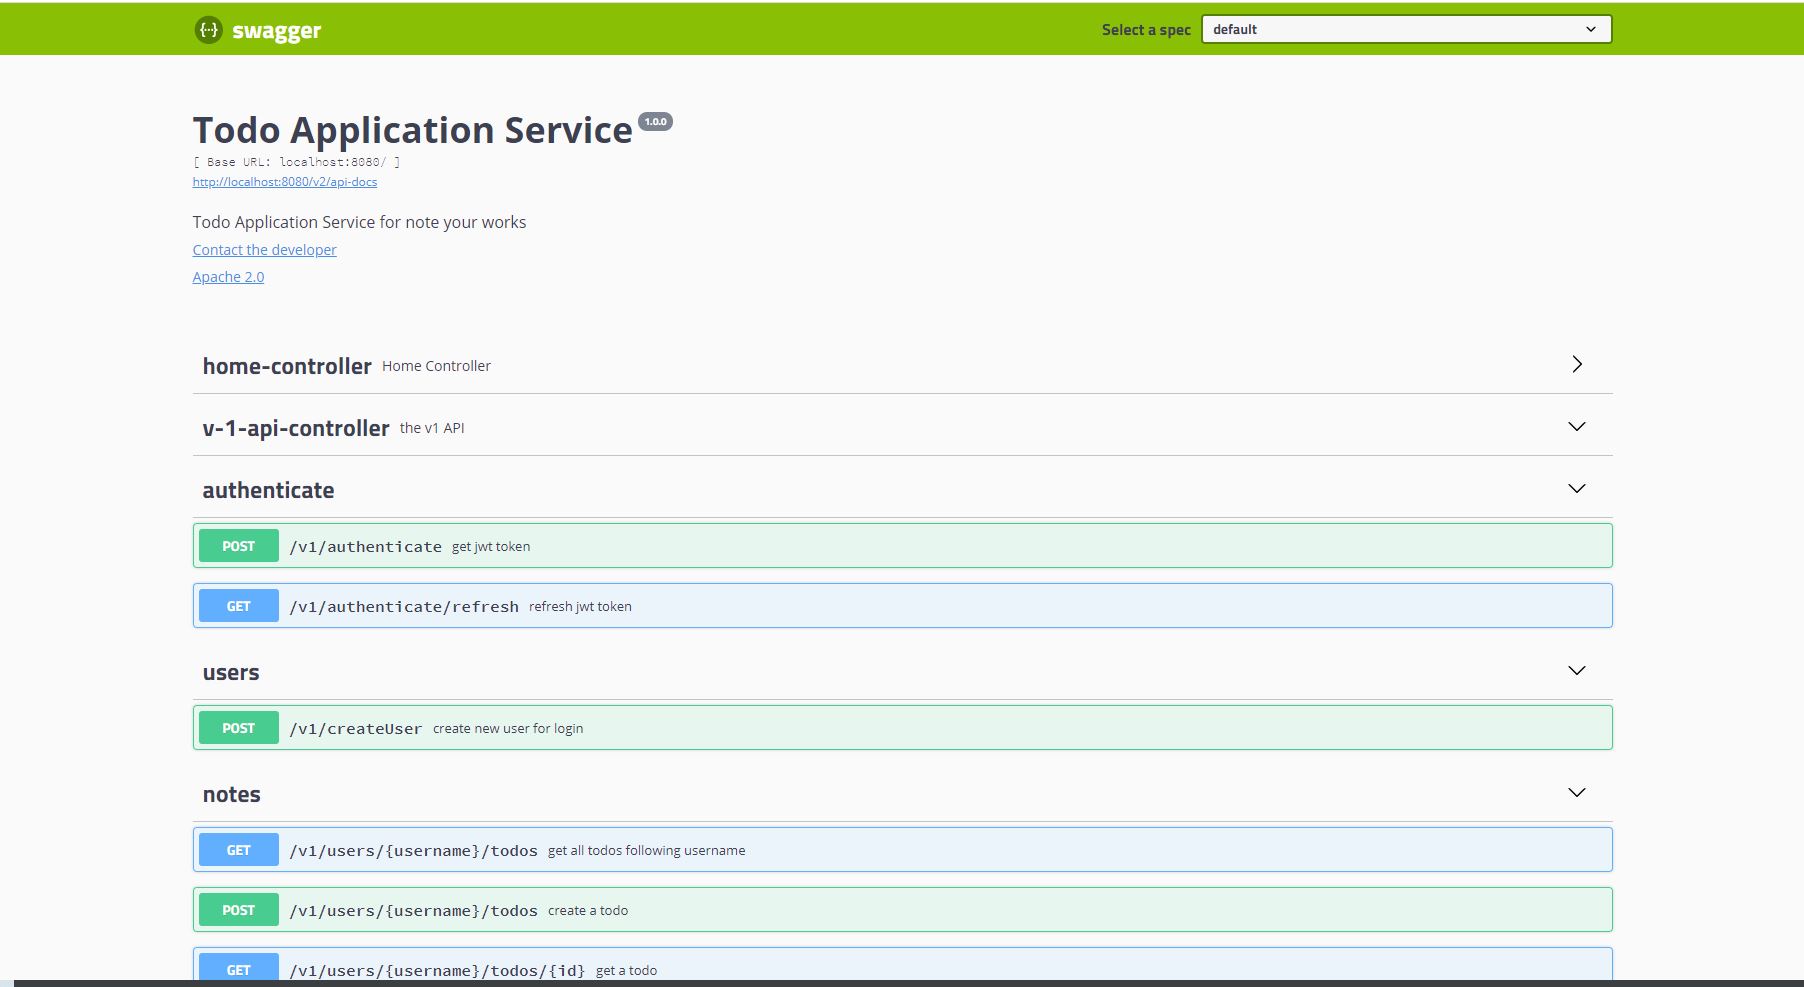 {···} swagger
Select a spec default
Todo Application Service 1.0.0
[ Base URL: localhost:8080/ ]
http://localhost:8080/v2/api-docs
Todo Application Service for note your works
Contact the developer
Apache 2.0
home-controller Home Controller
v-1-api-controller the v1 API
authenticate
POST /v1/authenticate get jwt token
GET /v1/authenticate/refresh refresh jwt token
users
POST /v1/createUser create new user for login
notes
GET /v1/users/{username}/todos get all todos following username
POST /v1/users/{username}/todos create a todo
GET /v1/users/{username}/todos/{id} get a todo